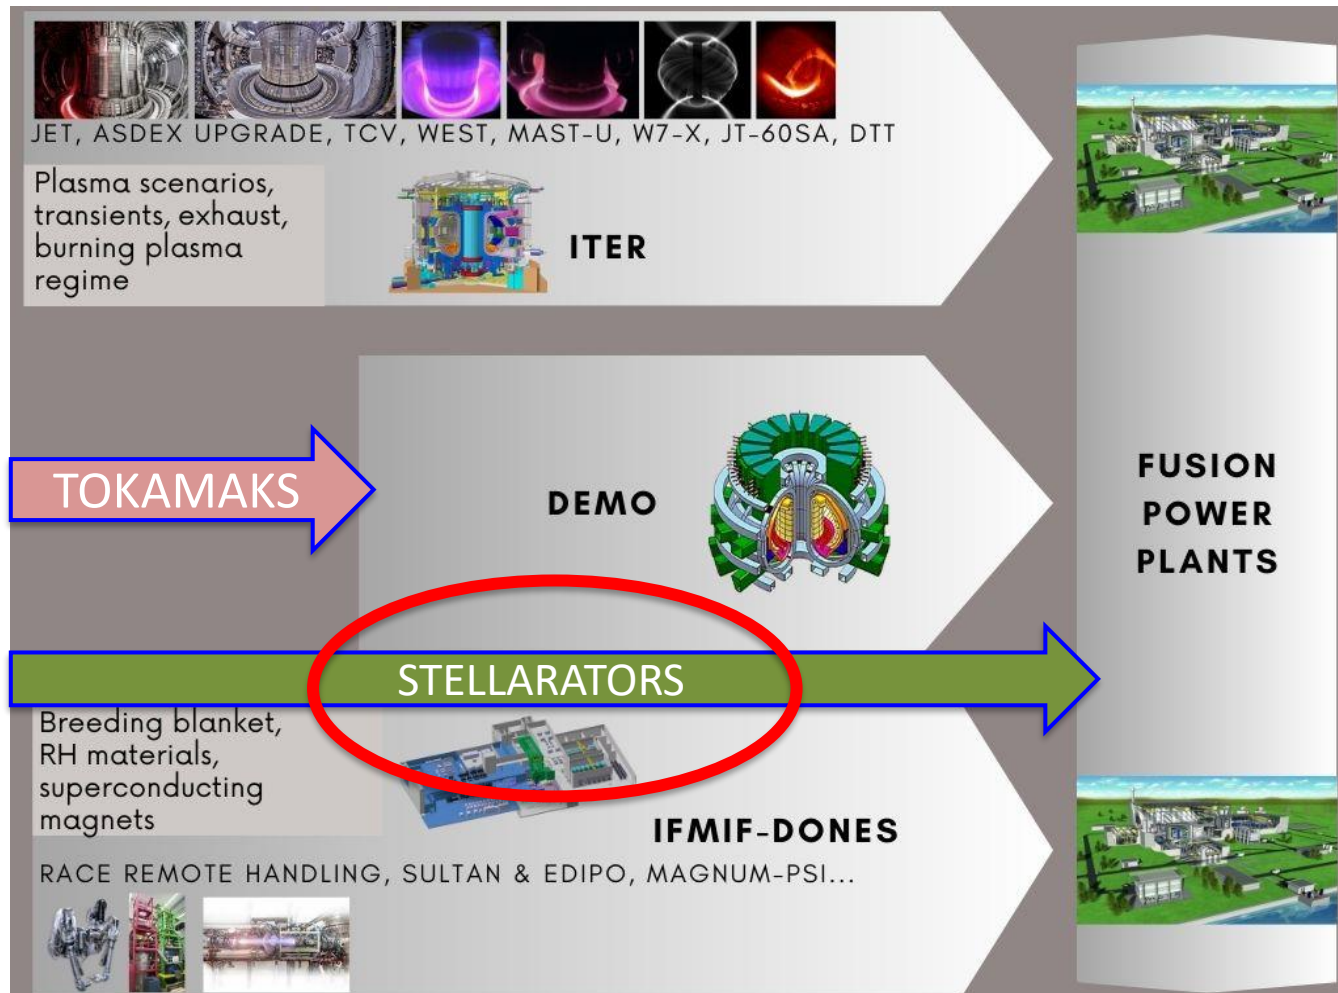 JET, ASDEX UPGRADE, TCV, WEST, MAST-U, W7-X, JT-60SA, DTT
Plasma scenarios,
transients, exhaust,
burning plasma
regime
ITER
TOKAMAKS
DEMO
FUSION
POWER
PLANTS
STELLARATORS
Breeding blanket,
RH materials,
superconducting
magnets
IFMIF-DONES
RACE REMOTE HANDLING, SULTAN & EDIPO, MAGNUM-PSI...